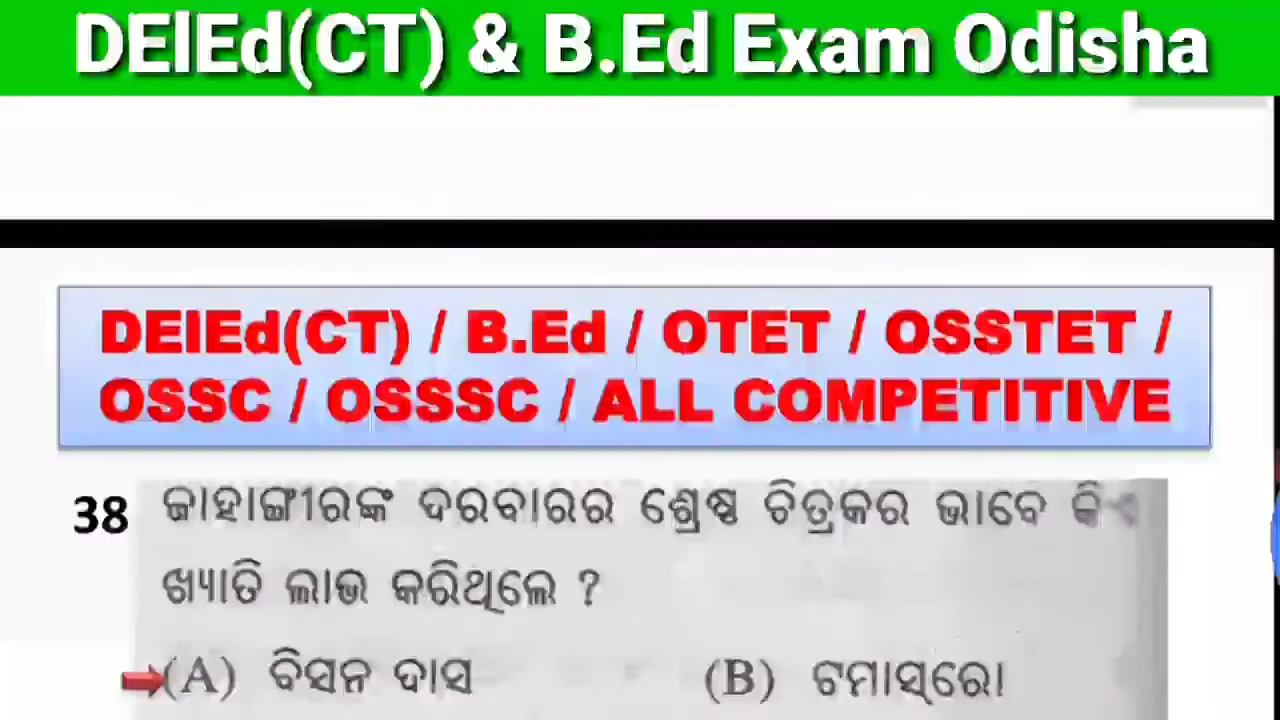 DElEd(CT) & B.Ed Exam Odisha
DElEd(CT) / B.Ed / OTET / OSSTET /
OSSC / OSSSC / ALL COMPETITIVE
38 ଜାହାଙ୍ଗୀରଙ୍କ ଦରବାରର ଶ୍ରେଷ୍ଠ ଚିତ୍ରକର ଭାବେ
ଖ୍ୟାତି ଲାଭ କରିଥିଲେ ?
(A) ବିସନ ଦାସ (B) ଟମାସ୍‌ରୋ